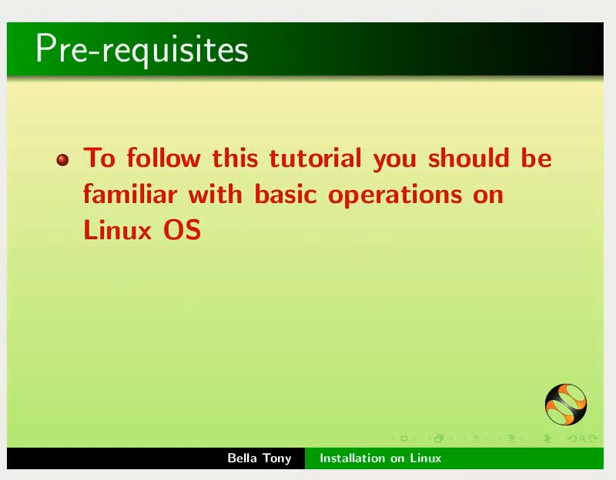 Pre-requisites
To follow this tutorial you should be
familiar with basic operations on
Linux OS
Bella Tony
Installation on Linux